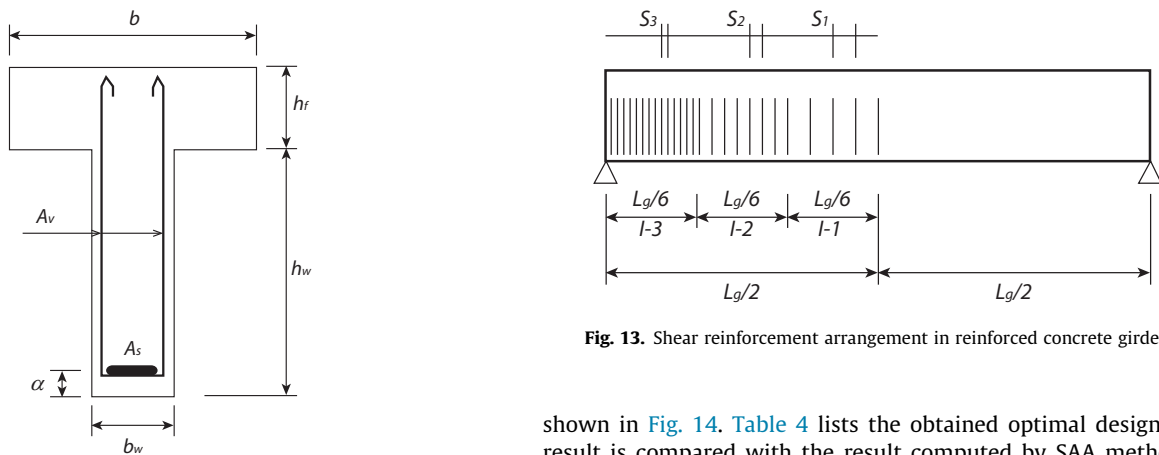 b
hf
Av
hw
As
α
bw
S3 S2 S1
Lg/6 Lg/6 Lg/6
I-3 I-2 I-1
Lg/2 Lg/2
Fig. 13. Shear reinforcement arrangement in reinforced concrete girde
shown in Fig. 14. Table 4 lists the obtained optimal design
result is compared with the result computed by SAA metho